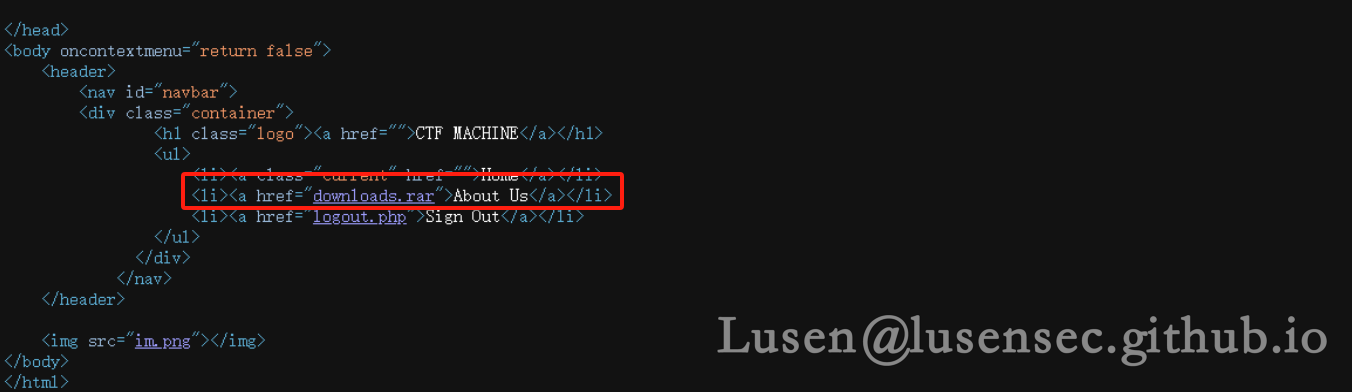 </head>
<body oncontextmenu="return false">
<header>
<nav id="navbar">
<div class="container">
<h1 class="logo"><a href="">CTF MACHINE</a></h1>
<ul>
<li><a class="current" href="">Home</a></li>
<li><a href="downloads.rar">About Us</a></li>
<li><a href="logout.php">Sign Out</a></li>
</ul>
</div>
</nav>
</header>
<img src="im.png"></img>
Lusen@lusensec.github.io
</body>
</html>